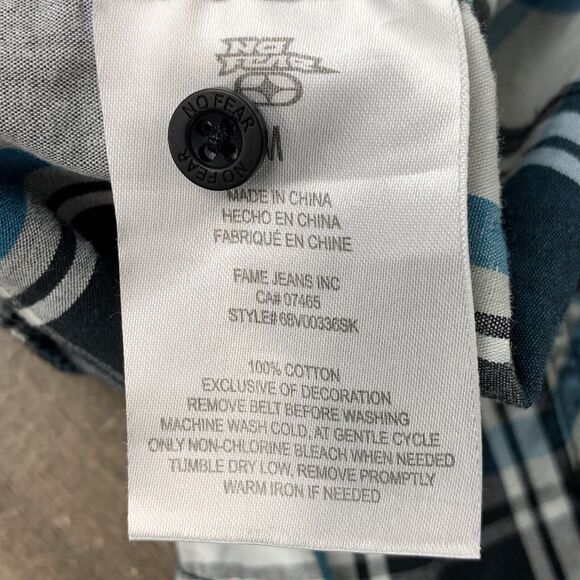 NO
FEAR
NO FEAR
NO FEAR
M
MADE IN CHINA
HECHO EN CHINA
FABRIQUÉ EN CHINE
FAME JEANS INC
CA# 07465
STYLE# 68V00336SK
100% COTTON
EXCLUSIVE OF DECORATION
REMOVE BELT BEFORE WASHING
MACHINE WASH COLD, AT GENTLE CYCLE
ONLY NON-CHLORINE BLEACH WHEN NEEDED
TUMBLE DRY LOW, REMOVE PROMPTLY
WARM IRON IF NEEDED